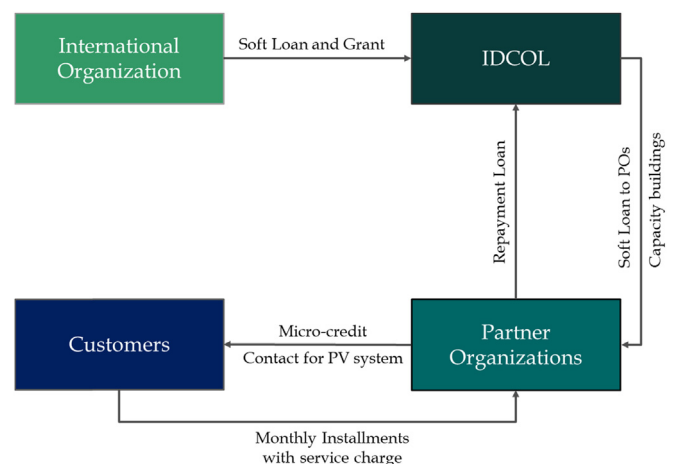 International
Organization
Soft Loan and Grant
IDCOL
Repayment Loan
Soft Loan to POs
Capacity buildings
Customers
Micro-credit
Contact for PV system
Partner
Organizations
Monthly Installments
with service charge